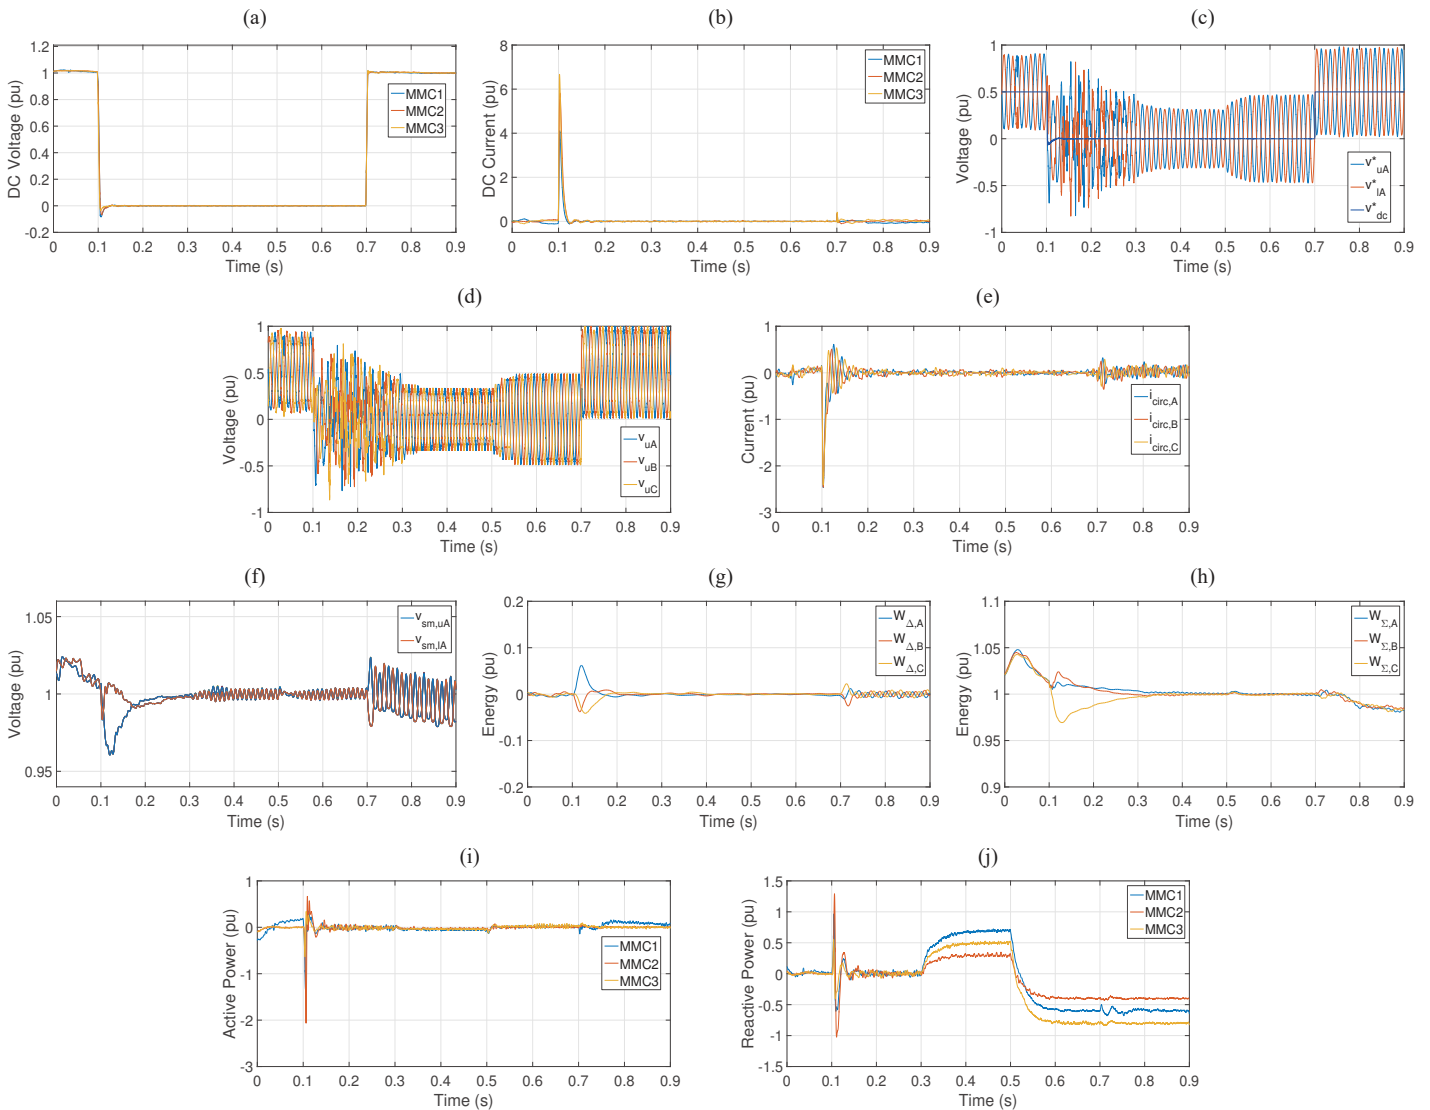 (a)
1.2
1
0.8
0.6
0.4
0.2
0
-0.2
DC Voltage (pu)
MMC1
MMC2
MMC3
0 0.1 0.2 0.3 0.4 0.5 0.6 0.7 0.8 0.9
Time (s)
(b)
8
6
4
2
0
DC Current (pu)
MMC1
MMC2
MMC3
0 0.1 0.2 0.3 0.4 0.5 0.6 0.7 0.8 0.9
Time (s)
(c)
1
0.5
0
-0.5
-1
Voltage (pu)
v*uA
v*lA
v*dc
0 0.1 0.2 0.3 0.4 0.5 0.6 0.7 0.8 0.9
Time (s)
(d)
1
0.5
0
-0.5
-1
Voltage (pu)
vuA
vuB
vuC
0 0.1 0.2 0.3 0.4 0.5 0.6 0.7 0.8 0.9
Time (s)
(e)
1
0
-1
-2
-3
Current (pu)
icirc,A
icirc,B
icirc,C
0 0.1 0.2 0.3 0.4 0.5 0.6 0.7 0.8 0.9
Time (s)
(f)
1.05
1
0.95
Voltage (pu)
vsm,uA
vsm,lA
0 0.1 0.2 0.3 0.4 0.5 0.6 0.7 0.8 0.9
Time (s)
(g)
0.2
0.1
0
-0.1
-0.2
Energy (pu)
WΔ,A
WΔ,B
WΔ,C
0 0.1 0.2 0.3 0.4 0.5 0.6 0.7 0.8 0.9
Time (s)
(h)
1.1
1.05
1
0.95
0.9
Energy (pu)
WΣ,A
WΣ,B
WΣ,C
0 0.1 0.2 0.3 0.4 0.5 0.6 0.7 0.8 0.9
Time (s)
(i)
1
0
-1
-2
-3
Active Power (pu)
MMC1
MMC2
MMC3
0 0.1 0.2 0.3 0.4 0.5 0.6 0.7 0.8 0.9
Time (s)
(j)
1.5
1
0.5
0
-0.5
-1
-1.5
Reactive Power (pu)
MMC1
MMC2
MMC3
0 0.1 0.2 0.3 0.4 0.5 0.6 0.7 0.8 0.9
Time (s)